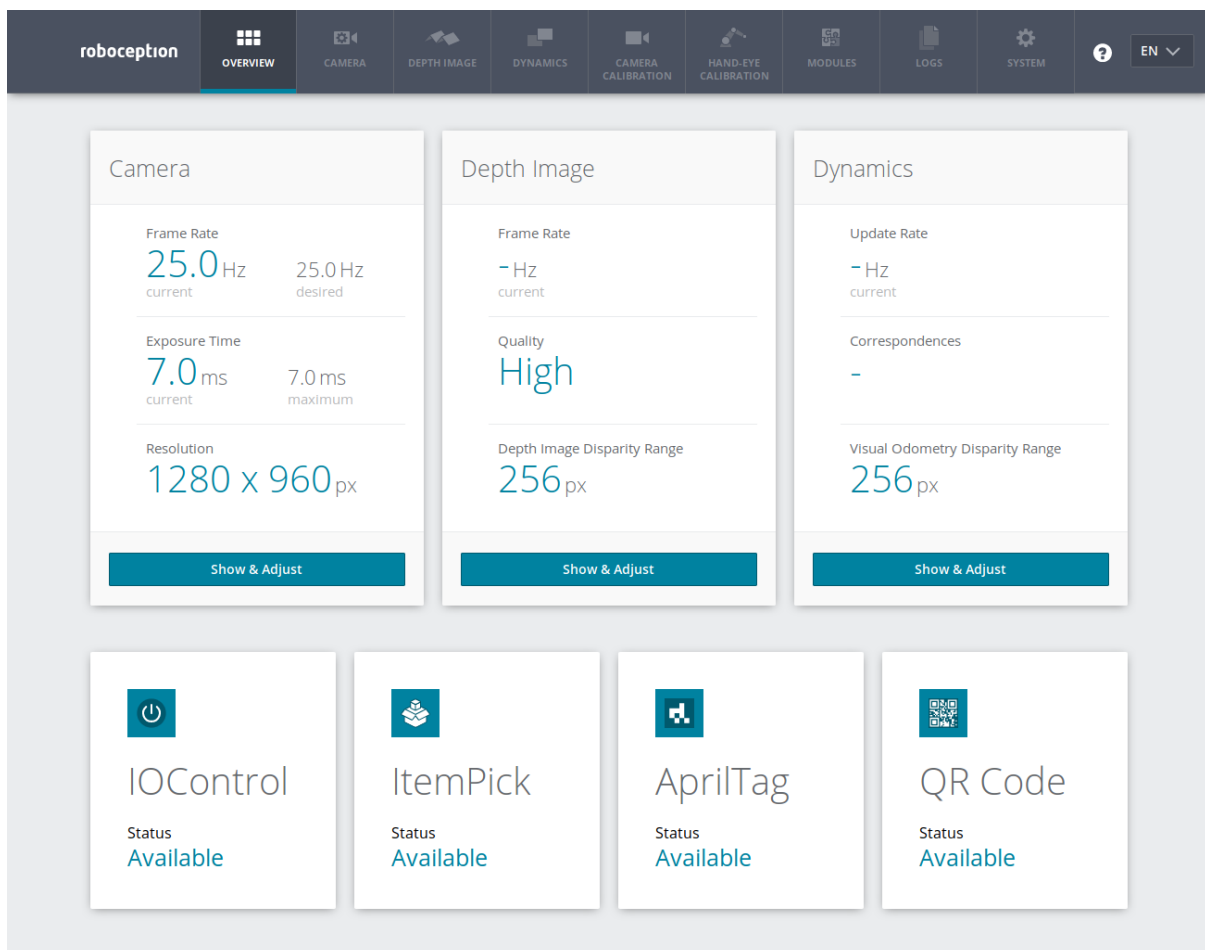 roboception
OVERVIEW
CAMERA
DEPTH IMAGE
DYNAMICS
CAMERA
CALIBRATION
HAND-EYE
CALIBRATION
MODULES
LOGS
SYSTEM
?
EN
Camera
Frame Rate
25.0 Hz 25.0 Hz
current desired
Exposure Time
7.0 ms 7.0 ms
current maximum
Resolution
1280 x 960 px
Show & Adjust
Depth Image
Frame Rate
- Hz
current
Quality
High
Depth Image Disparity Range
256 px
Show & Adjust
Dynamics
Update Rate
- Hz
current
Correspondences
-
Visual Odometry Disparity Range
256 px
Show & Adjust
IOControl
Status
Available
ItemPick
Status
Available
AprilTag
Status
Available
QR Code
Status
Available